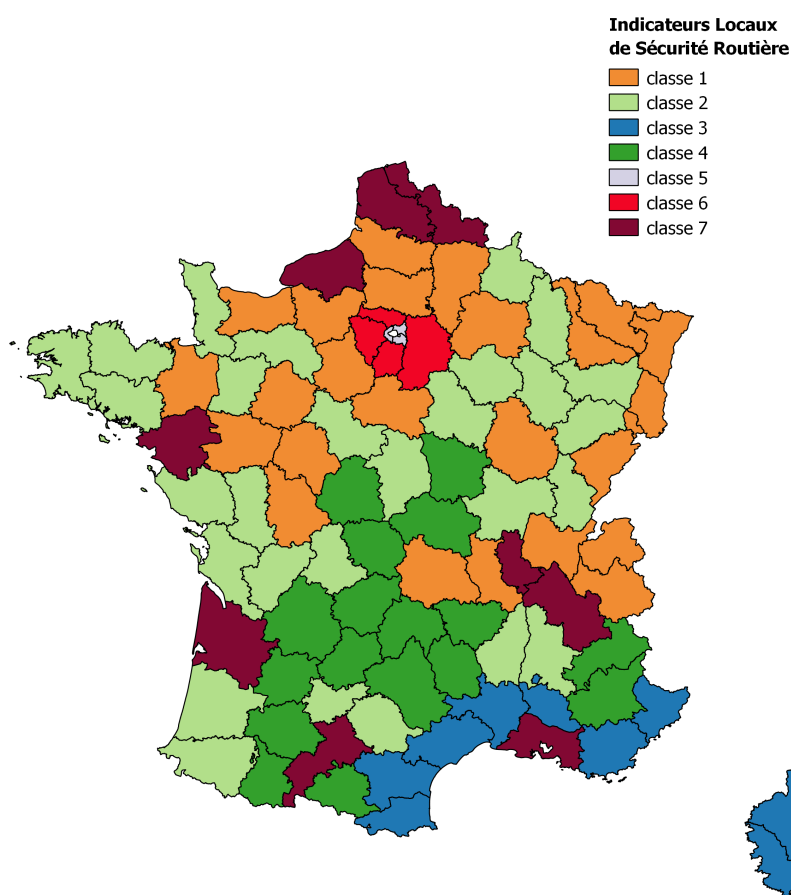 Indicateurs Locaux
de Sécurité Routière
classe 1
classe 2
classe 3
classe 4
classe 5
classe 6
classe 7